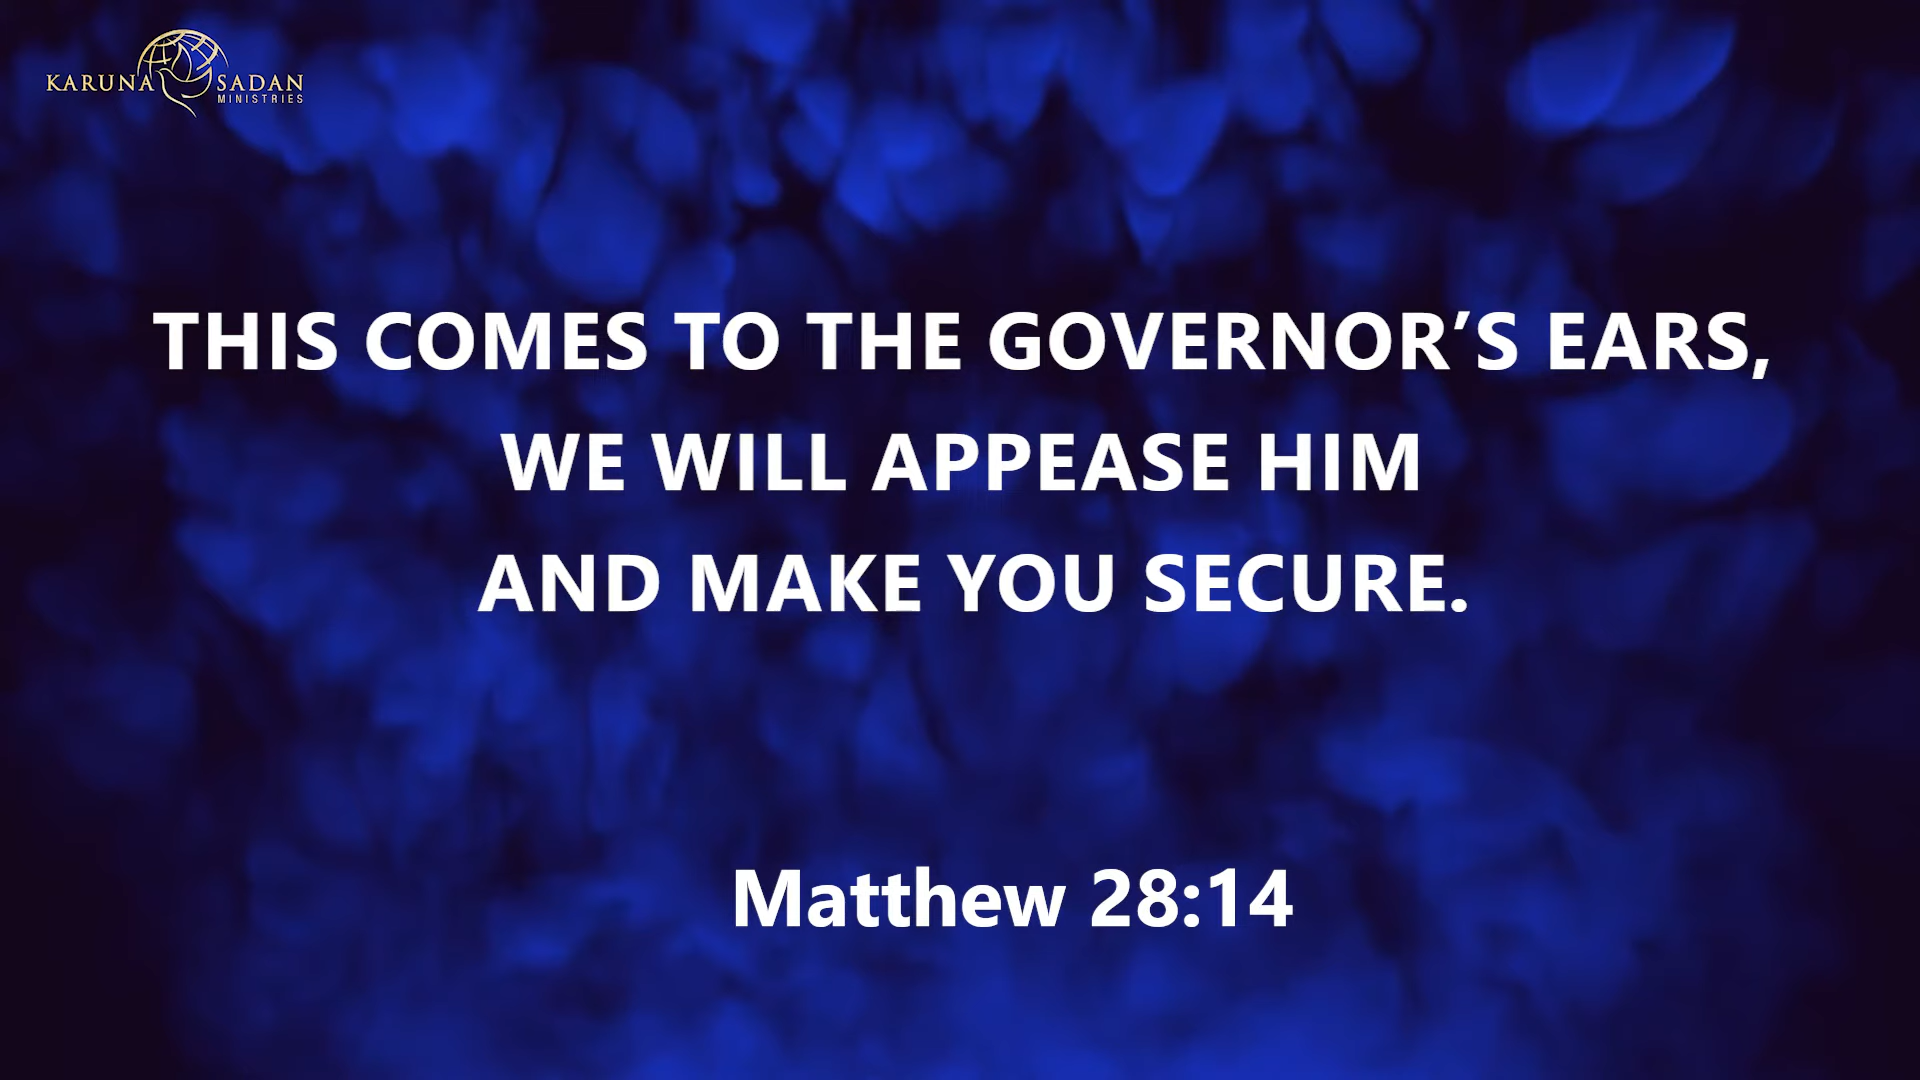 KARUNA SADAN
MINISTRIES
THIS COMES TO THE GOVERNOR’S EARS,
WE WILL APPEASE HIM
AND MAKE YOU SECURE.
Matthew 28:14